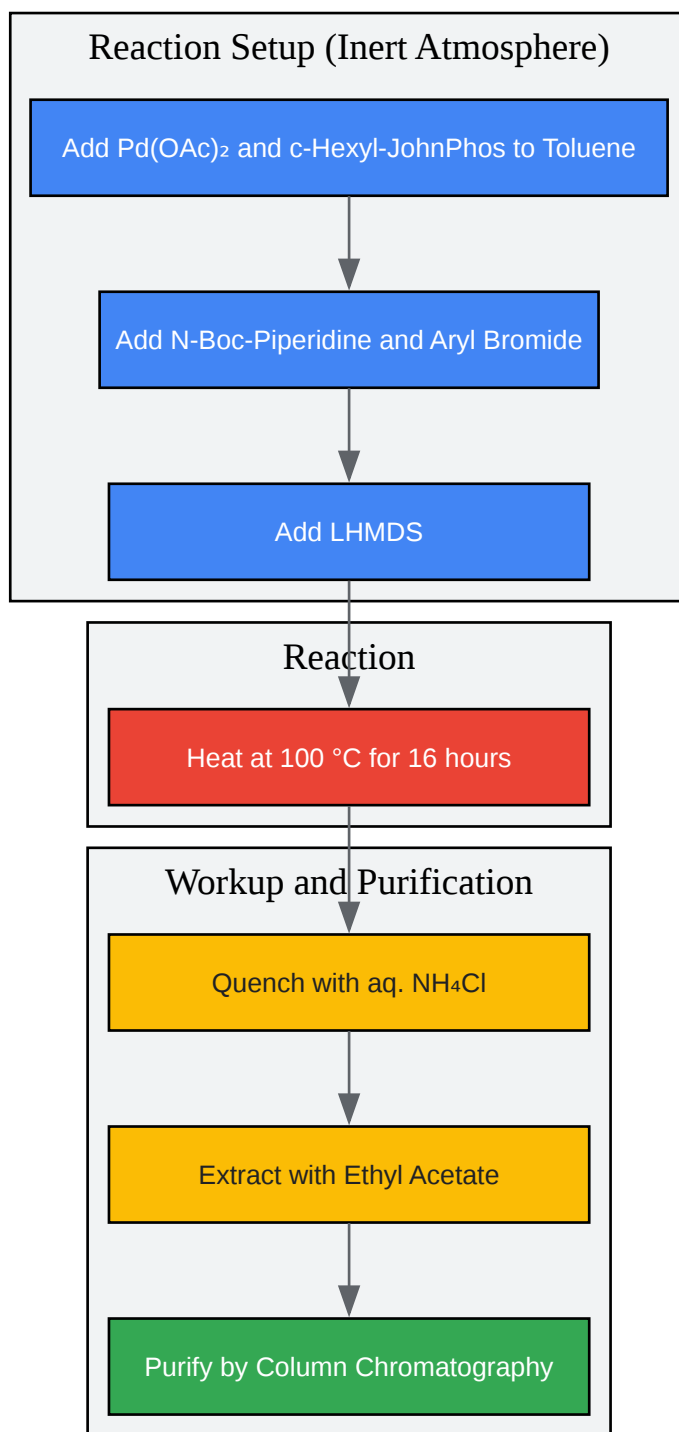 Reaction Setup (Inert Atmosphere)
Add Pd(OAc)₂ and c-Hexyl-JohnPhos to Toluene
Add N-Boc-Piperidine and Aryl Bromide
Add LHMDS
Reaction
Heat at 100 °C for 16 hours
Workup and Purification
Quench with aq. NH₄Cl
Extract with Ethyl Acetate
Purify by Column Chromatography